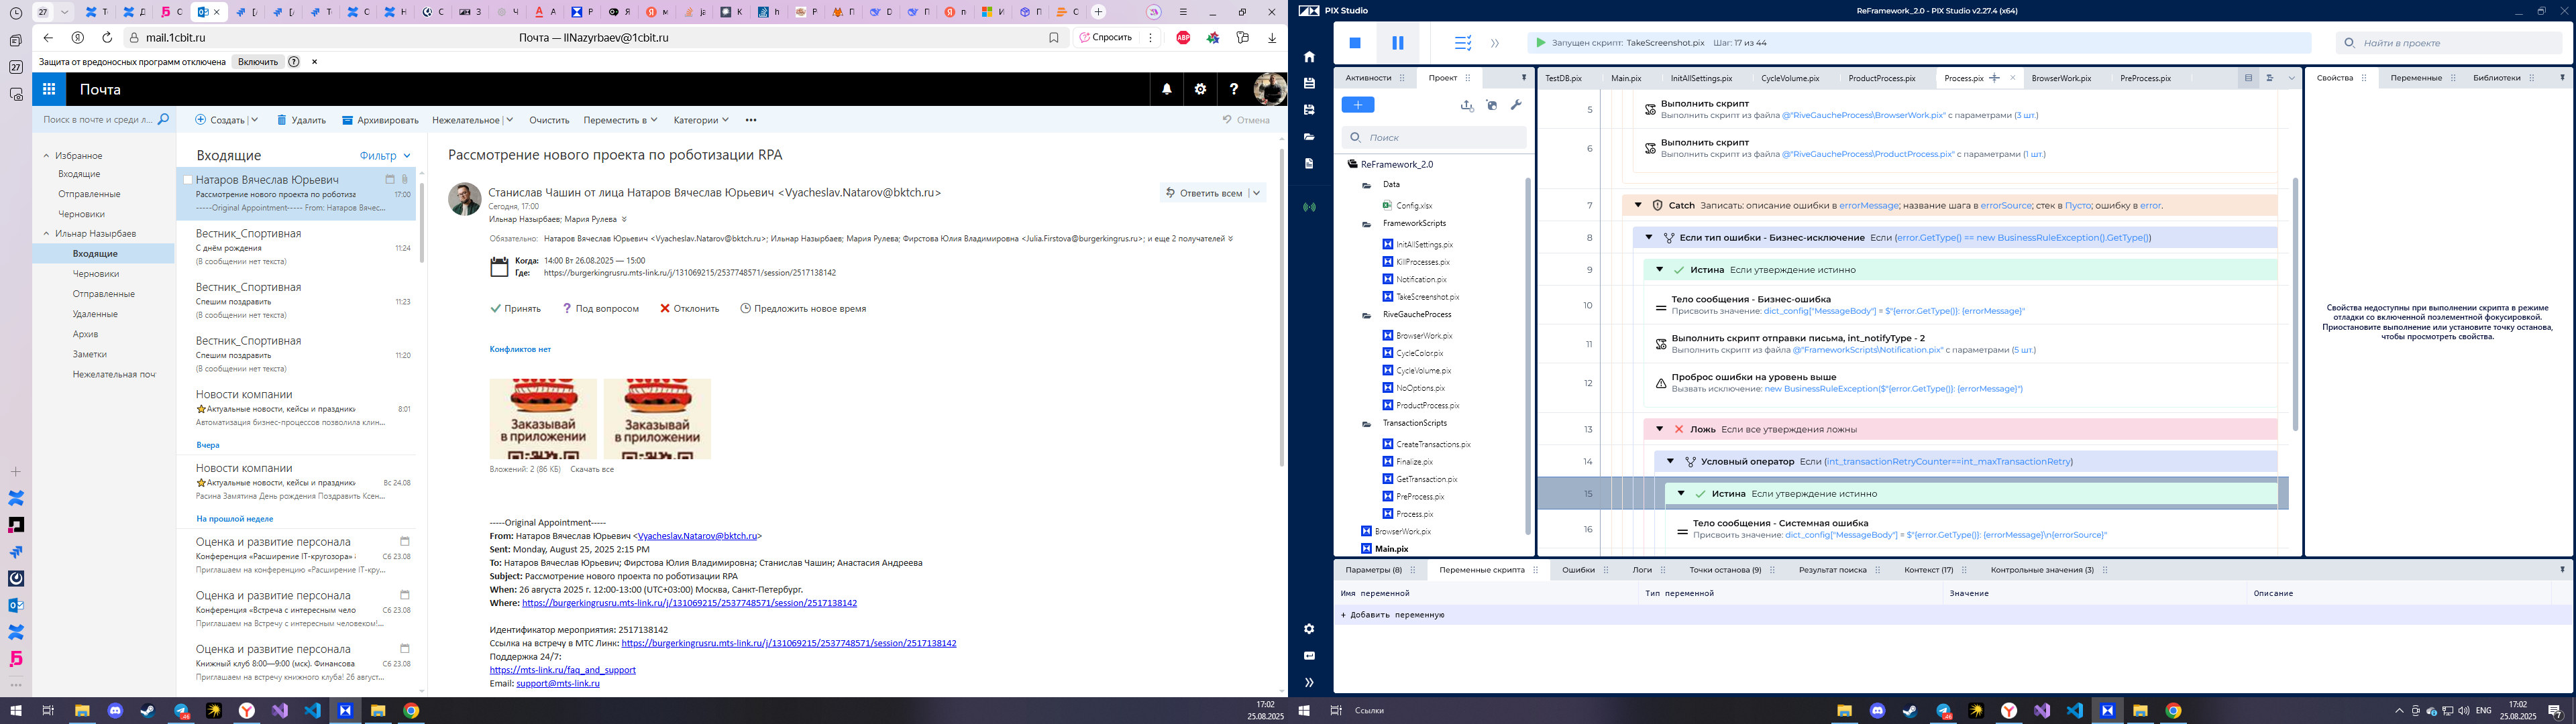 27
mail.1cbit.ru
Почта — IINazyrbaev@1cbit.ru
Спросить
ABP
Защита от вредоносных программ отключена
Включить
Почта
Поиск в почте и среди л...
Создать
Удалить
Архивировать
Нежелательное
Очистить
Переместить в
Категории
Отмена
Избранное
Входящие
Отправленные
Черновики
Ильнар Назырбаев
Входящие
Черновики
Отправленные
Удаленные
Архив
Заметки
Нежелательная поч
Входящие
Фильтр
Натаров Вячеслав Юрьевич
Рассмотрение нового проекта по роботиза
17:00
-----Original Appointment----- From: Натаров Вячес...
Вестник_Спортивная
С днём рождения
11:24
(В сообщении нет текста)
Вестник_Спортивная
Спешим поздравить
11:23
(В сообщении нет текста)
Вестник_Спортивная
Спешим поздравить
11:20
(В сообщении нет текста)
Новости компании
Актуальные новости, кейсы и праздники
8:01
Автоматизация бизнес-процессов позволила клин...
Вчера
Новости компании
Актуальные новости, кейсы и праздники
Вс 24.08
Расина Замятина День рождения Поздравить Ксен...
На прошлой неделе
Оценка и развитие персонала
Конференция «Расширение IT-кругозора»
Сб 23.08
Приглашаем на конференцию «Расширение IT-кру...
Оценка и развитие персонала
Конференция «Встреча с интересным чело
Сб 23.08
Приглашаем на Встречу с интересным человеком!...
Оценка и развитие персонала
Книжный клуб 8:00—9:00 (мск). Финансова
Сб 23.08
Приглашаем на встречу книжного клуба! 26 август...
Рассмотрение нового проекта по роботизации RPA
Станислав Чашин от лица Натаров Вячеслав Юрьевич <Vyacheslav.Natarov@bktch.ru>
Сегодня, 17:00
Ильнар Назырбаев; Мария Рулева
Ответить всем
Обязательно: Натаров Вячеслав Юрьевич <Vyacheslav.Natarov@bktch.ru>; Ильнар Назырбаев; Мария Рулева; Фирстова Юлия Владимировна <Julia.Firstova@burgerkingrus.ru>; и еще 2 получателей
Когда: 14:00 Вт 26.08.2025 — 15:00
Где: https://burgerkingrusru.mts-link.ru/j/131069215/2537748571/session/2517138142
Принять
Под вопросом
Отклонить
Предложить новое время
Конфликтов нет
Заказывай
в приложении
Заказывай
в приложении
Вложений: 2 (86 КБ) Скачать все
-----Original Appointment-----
From: Натаров Вячеслав Юрьевич <Vyacheslav.Natarov@bktch.ru>
Sent: Monday, August 25, 2025 2:15 PM
To: Натаров Вячеслав Юрьевич; Фирстова Юлия Владимировна; Станислав Чашин; Анастасия Андреева
Subject: Рассмотрение нового проекта по роботизации RPA
When: 26 августа 2025 г. 12:00-13:00 (UTC+03:00) Москва, Санкт-Петербург.
Where: https://burgerkingrusru.mts-link.ru/j/131069215/2537748571/session/2517138142
Идентификатор мероприятия: 2517138142
Ссылка на встречу в МТС Линк: https://burgerkingrusru.mts-link.ru/j/131069215/2537748571/session/2517138142
Поддержка 24/7:
https://mts-link.ru/faq_and_support
Email: support@mts-link.ru
17:02
25.08.2025
PIX Studio
ReFramework_2.0 - PIX Studio v2.27.4 (x64)
Запущен скрипт: TakeScreenshot.pix Шаг: 17 из 44
Найти в проекте
Активности
Проект
Поиск
ReFramework_2.0
Data
Config.xlsx
FrameworkScripts
InitAllSettings.pix
KillProcesses.pix
Notification.pix
TakeScreenshot.pix
RiveGaucheProcess
BrowserWork.pix
CycleColor.pix
CycleVolume.pix
NoOptions.pix
ProductProcess.pix
TransactionScripts
CreateTransactions.pix
Finalize.pix
GetTransaction.pix
PreProcess.pix
Process.pix
BrowserWork.pix
Main.pix
TestDB.pix
Main.pix
InitAllSettings.pix
CycleVolume.pix
ProductProcess.pix
Process.pix
BrowserWork.pix
PreProcess.pix
5
Выполнить скрипт
Выполнить скрипт из файла @"RiveGaucheProcess\BrowserWork.pix" с параметрами (3 шт.)
6
Выполнить скрипт
Выполнить скрипт из файла @"RiveGaucheProcess\ProductProcess.pix" с параметрами (1 шт.)
7
Catch Записать: описание ошибки в errorMessage; название шага в errorSource; стек в Пусто; ошибку в error.
8
Если тип ошибки - Бизнес-исключение Если (error.GetType() == new BusinessRuleException().GetType())
9
Истина Если утверждение истинно
10
Тело сообщения - Бизнес-ошибка
Присвоить значение: dict_config["MessageBody"] = $"{error.GetType()}: {errorMessage}"
11
Выполнить скрипт отправки письма, int_notifyType - 2
Выполнить скрипт из файла @"FrameworkScripts\Notification.pix" с параметрами (5 шт.)
12
Проброс ошибки на уровень выше
Вызвать исключение: new BusinessRuleException($"{error.GetType()}: {errorMessage}")
13
Ложь Если все утверждения ложны
14
Условный оператор Если (int_transactionRetryCounter==int_maxTransactionRetry)
15
Истина Если утверждение истинно
16
Тело сообщения - Системная ошибка
Присвоить значение: dict_config["MessageBody"] = $"{error.GetType()}: {errorMessage}\n{errorSource}"
Свойства
Переменные
Библиотеки
Свойства недоступны при выполнении скрипта в режиме
отладки со включенной поэлементной фокусировкой.
Приостановите выполнение или установите точку останова,
чтобы просмотреть свойства.
Параметры (8)
Переменные скрипта
Ошибки
Логи
Точки останова (9)
Результат поиска
Контекст (17)
Контрольные значения (3)
Имя переменной
Тип переменной
Значение
Описание
+ Добавить переменную
Ссылки
ENG
17:02
25.08.2025